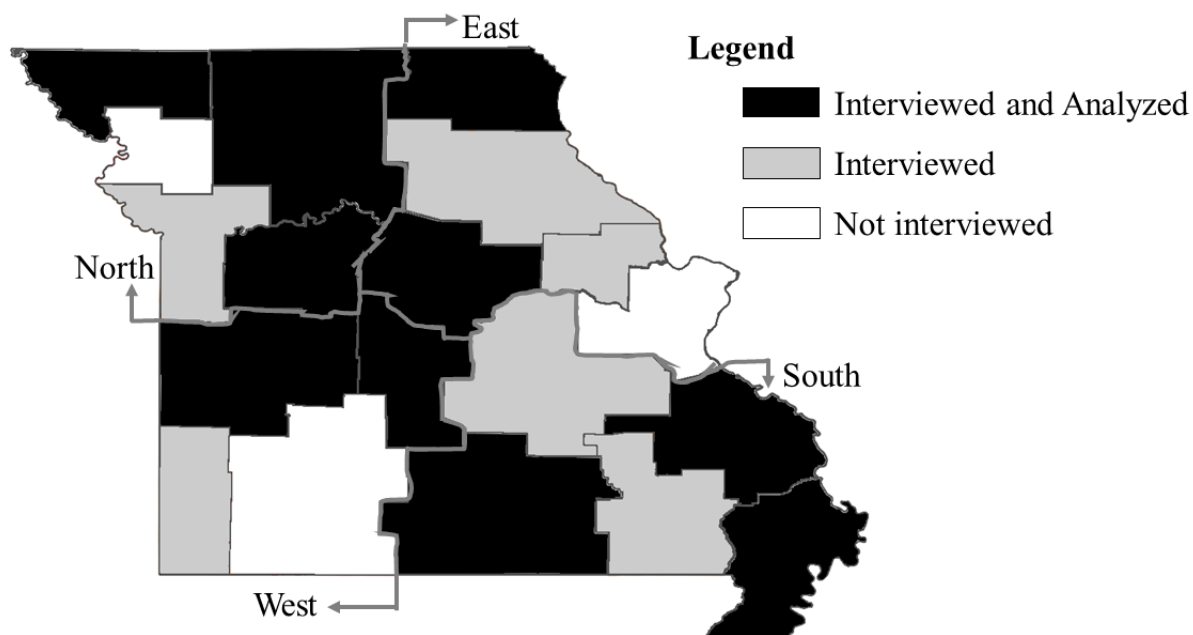 East
Legend
Interviewed and Analyzed
Interviewed
Not interviewed
North
South
West